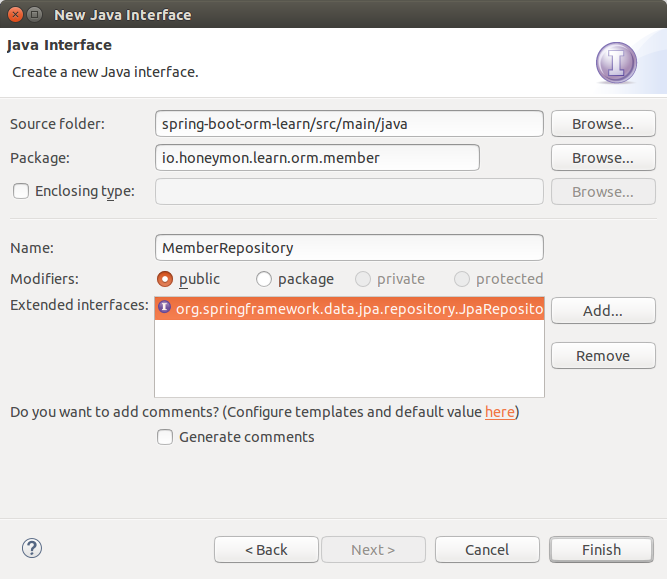 New Java Interface
Java Interface
Create a new Java interface.
Source folder: spring-boot-orm-learn/src/main/java Browse...
Package: io.honeymon.learn.orm.member Browse...
Enclosing type: Browse...
Name: MemberRepository
Modifiers: public package private protected
Extended interfaces: org.springframework.data.jpa.repository.JpaReposito Add...
Remove
Do you want to add comments? (Configure templates and default value here)
Generate comments
? < Back Next > Cancel Finish